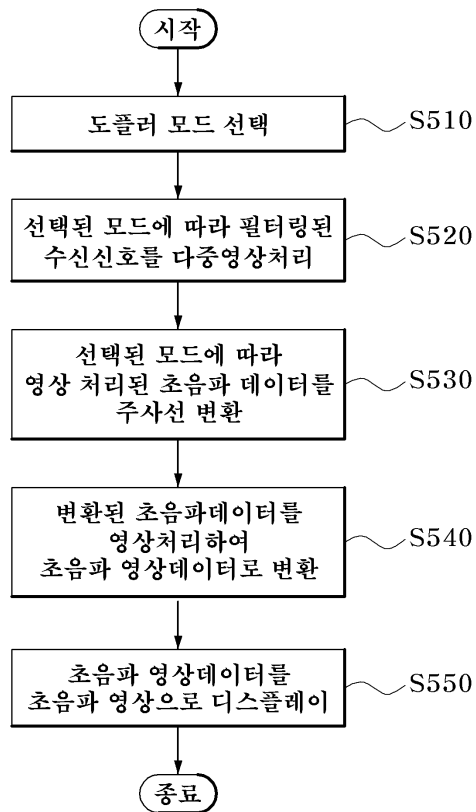 시작
도플러 모드 선택
S510
선택된 모드에 따라 필터링된
수신신호를 다중영상처리
S520
선택된 모드에 따라
영상 처리된 초음파 데이터를
주사선 변환
S530
변환된 초음파데이터를
영상처리하여
초음파 영상데이터로 변환
S540
초음파 영상데이터를
초음파 영상으로 디스플레이
S550
종료